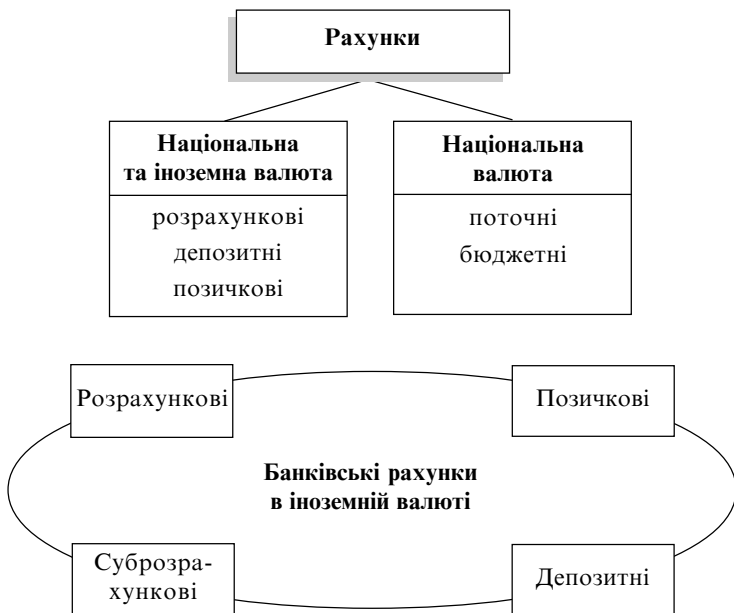 Рахунки
Національна
та іноземна валюта
розрахункові
депозитні
позичкові
Національна
валюта
поточні
бюджетні
Розрахункові
Позичкові
Банківські рахунки
в іноземній валюті
Суброзра-
хункові
Депозитні